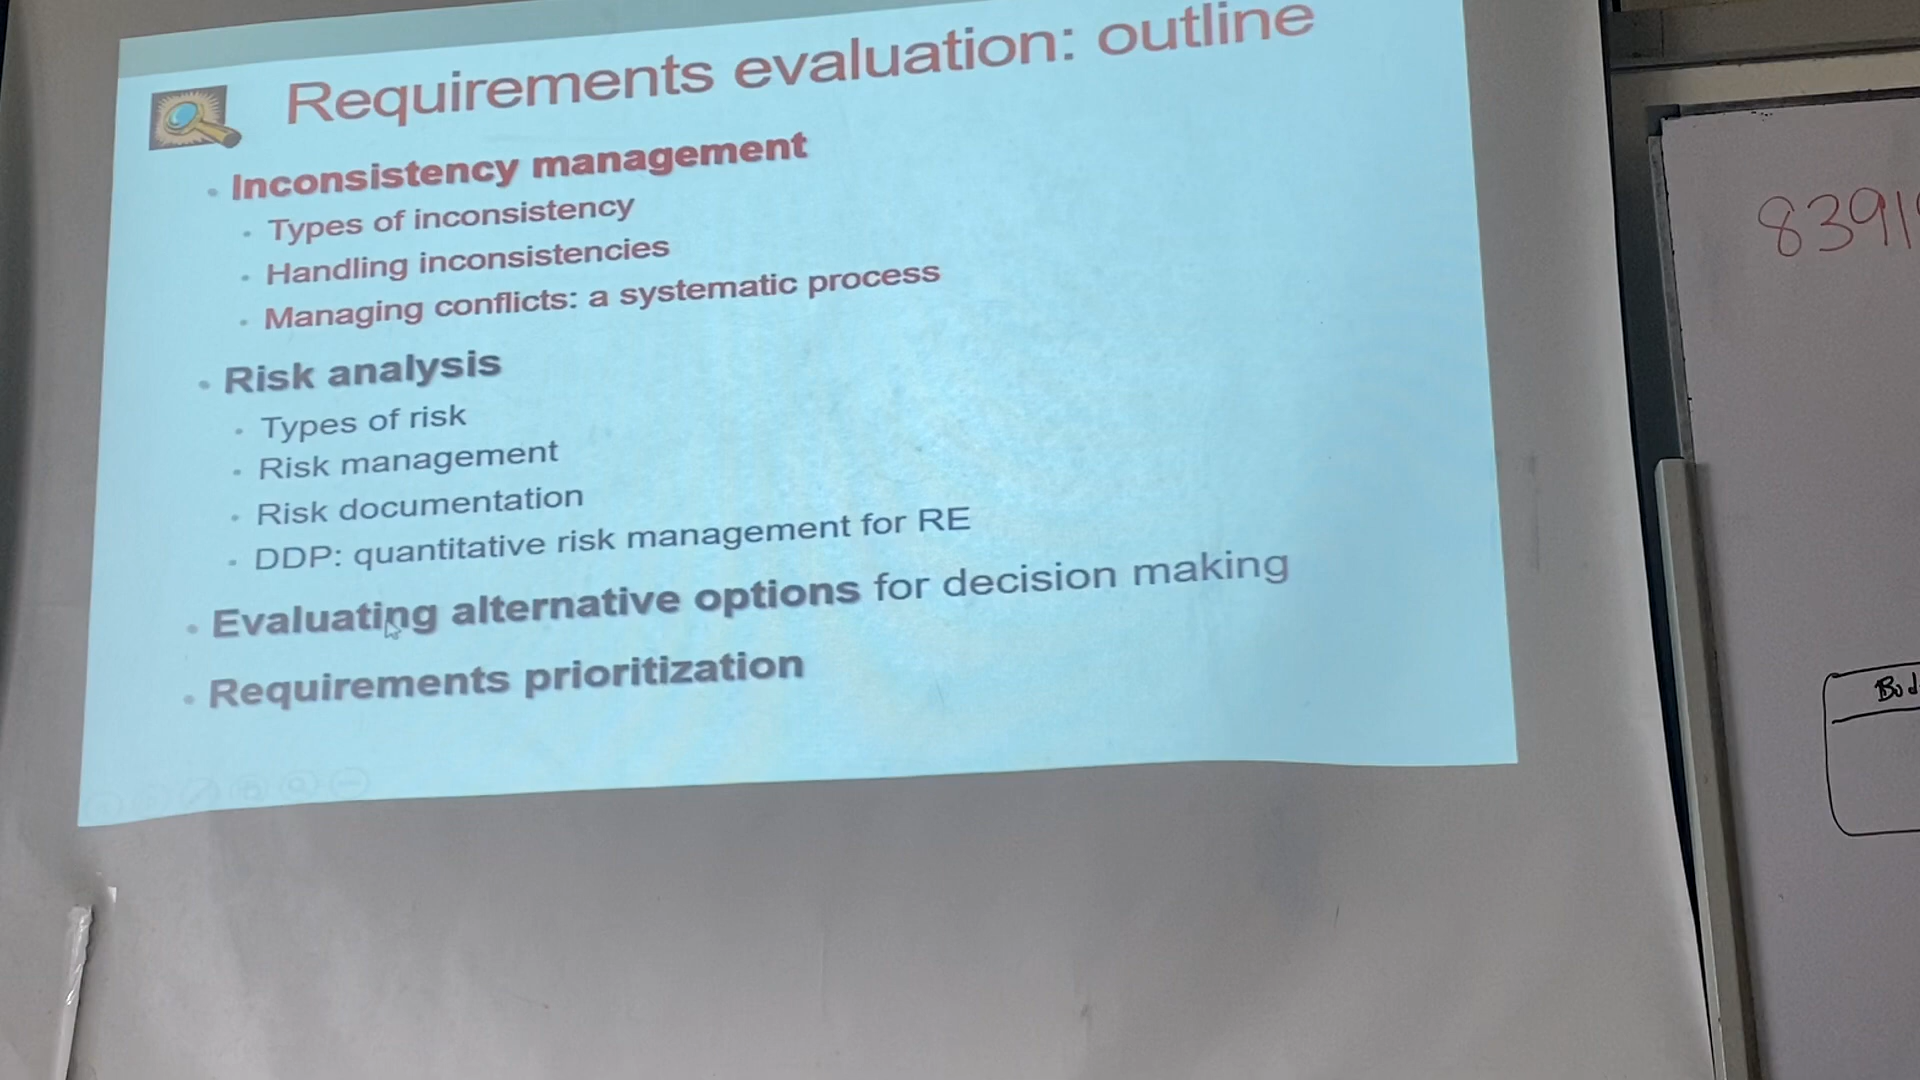 Requirements evaluation: outline
Inconsistency management
Types of inconsistency
Handling inconsistencies
Managing conflicts: a systematic process
Risk analysis
Types of risk
Risk management
Risk documentation
DDP: quantitative risk management for RE
Evaluating alternative options for decision making
Requirements prioritization
8391